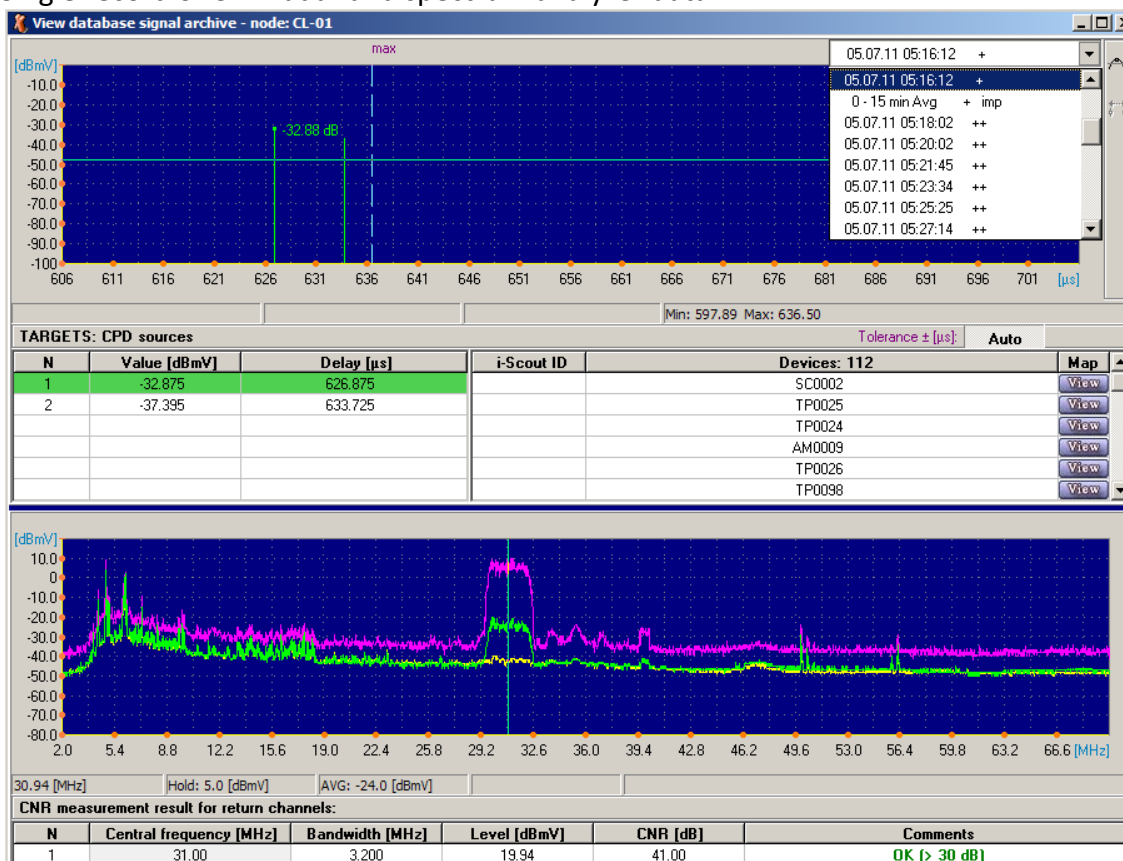 View database signal archive - node: CL-01
max
[dBmV]
-10.0
-20.0
-30.0
-40.0
-50.0
-60.0
-70.0
-80.0
-90.0
-100
-32.88 dB
05.07.11 05:16:12 +
05.07.11 05:16:12 +
0 - 15 min Avg + imp
05.07.11 05:18:02 ++
05.07.11 05:20:02 ++
05.07.11 05:21:45 ++
05.07.11 05:23:34 ++
05.07.11 05:25:25 ++
05.07.11 05:27:14 ++
606 611 616 621 626 631 636 641 646 651 656 661 666 671 676 681 686 691 696 701 [µs]
Min: 597.89 Max: 636.50
TARGETS: CPD sources Tolerance ± [µs]: Auto
N Value [dBmV] Delay [µs] i-Scout ID Devices: 112 Map
1 -32.875 626.875 SC0002 View
2 -37.395 633.725 TP0025 View
TP0024 View
AM0009 View
TP0026 View
TP0098 View
[dBmV]
10.0
0
-10.0
-20.0
-30.0
-40.0
-50.0
-60.0
-70.0
-80.0
2.0 5.4 8.8 12.2 15.6 19.0 22.4 25.8 29.2 32.6 36.0 39.4 42.8 46.2 49.6 53.0 56.4 59.8 63.2 66.6 [MHz]
30.94 [MHz] Hold: 5.0 [dBmV] AVG: -24.0 [dBmV]
CNR measurement result for return channels:
N Central frequency [MHz] Bandwidth [MHz] Level [dBmV] CNR [dB] Comments
1 31.00 3.200 19.94 41.00 OK (> 30 dB)